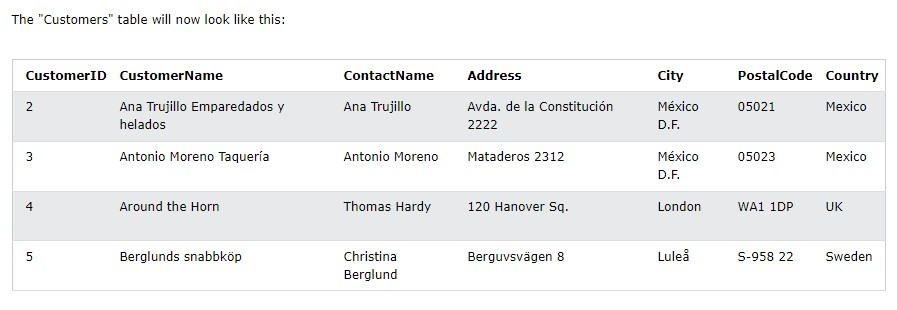 The "Customers" table will now look like this:
CustomerID CustomerName ContactName Address City PostalCode Country
2 Ana Trujillo Emparedados y Ana Trujillo Avda. de la Constitución México 05021 Mexico
helados 2222 D.F.
3 Antonio Moreno Taquería Antonio Moreno Mataderos 2312 México 05023 Mexico
D.F.
4 Around the Horn Thomas Hardy 120 Hanover Sq. London WA1 1DP UK
5 Berglunds snabbköp Christina Berguvsvägen 8 Luleå S-958 22 Sweden
Berglund